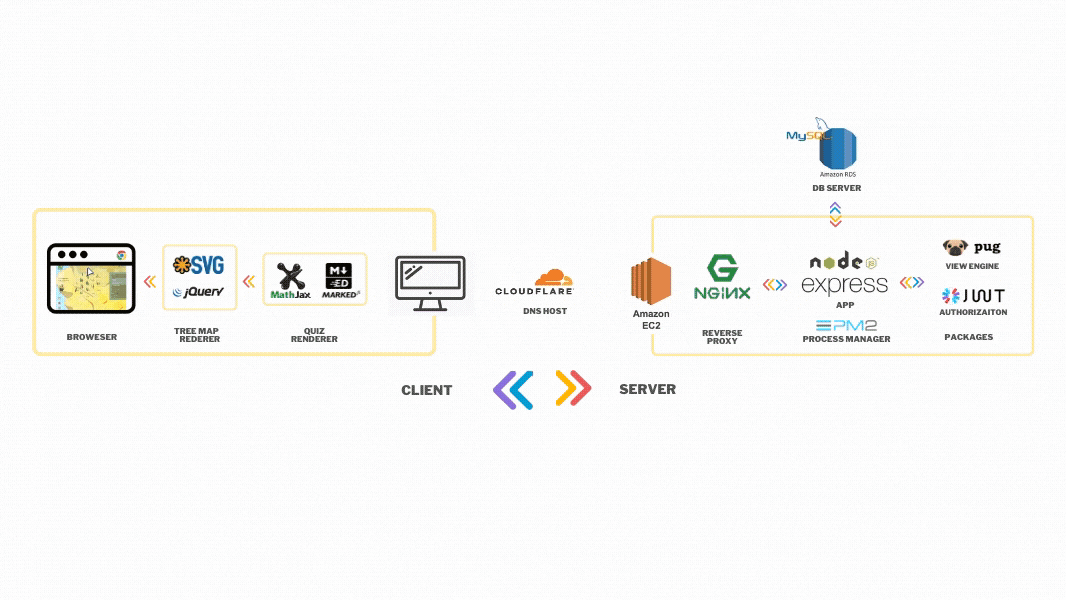 MySQL
Amazon RDS
DB SERVER
SVG
jQuery
BROWESER
TREE MAP
REDERER
MathJax
M
ED
MARKED
QUIZ
RENDERER
CLOUDFLARE
DNS HOST
Amazon
EC2
NGINX
REVERSE
PROXY
node
JS
express
APP
PM2
PROCESS MANAGER
pug
VIEW ENGINE
JWT
AUTHORIZAITON
PACKAGES
CLIENT
SERVER